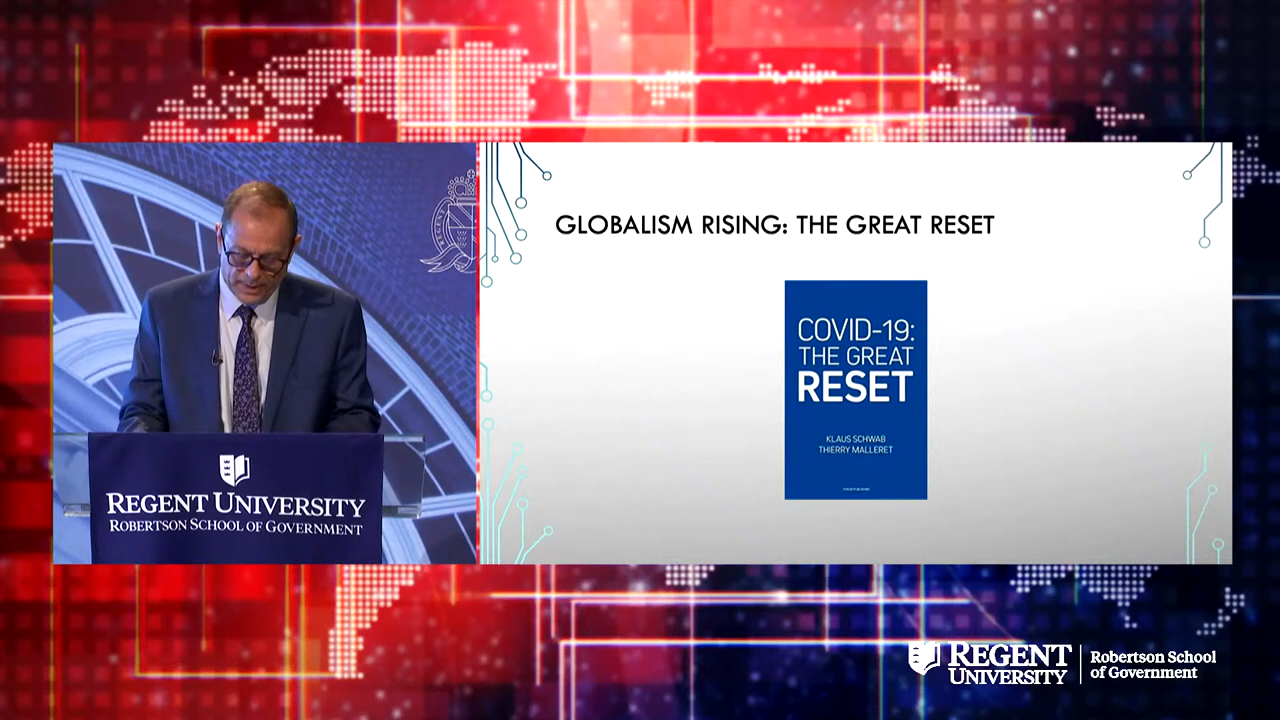 GLOBALISM RISING: THE GREAT RESET
COVID-19:
THE GREAT
RESET
KLAUS SCHWAB
THIERRY MALLERET
REGENT
REGENT UNIVERSITY
ROBERTSON SCHOOL OF GOVERNMENT
REGENT
UNIVERSITY
Robertson School
of Government